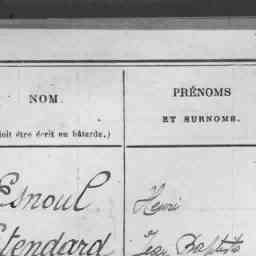 NOM.
(doit être écrit en bâtarde.)
PRÉNOMS
ET SURNOMS.
Esnoul Henri
Etendard Jean Baptiste